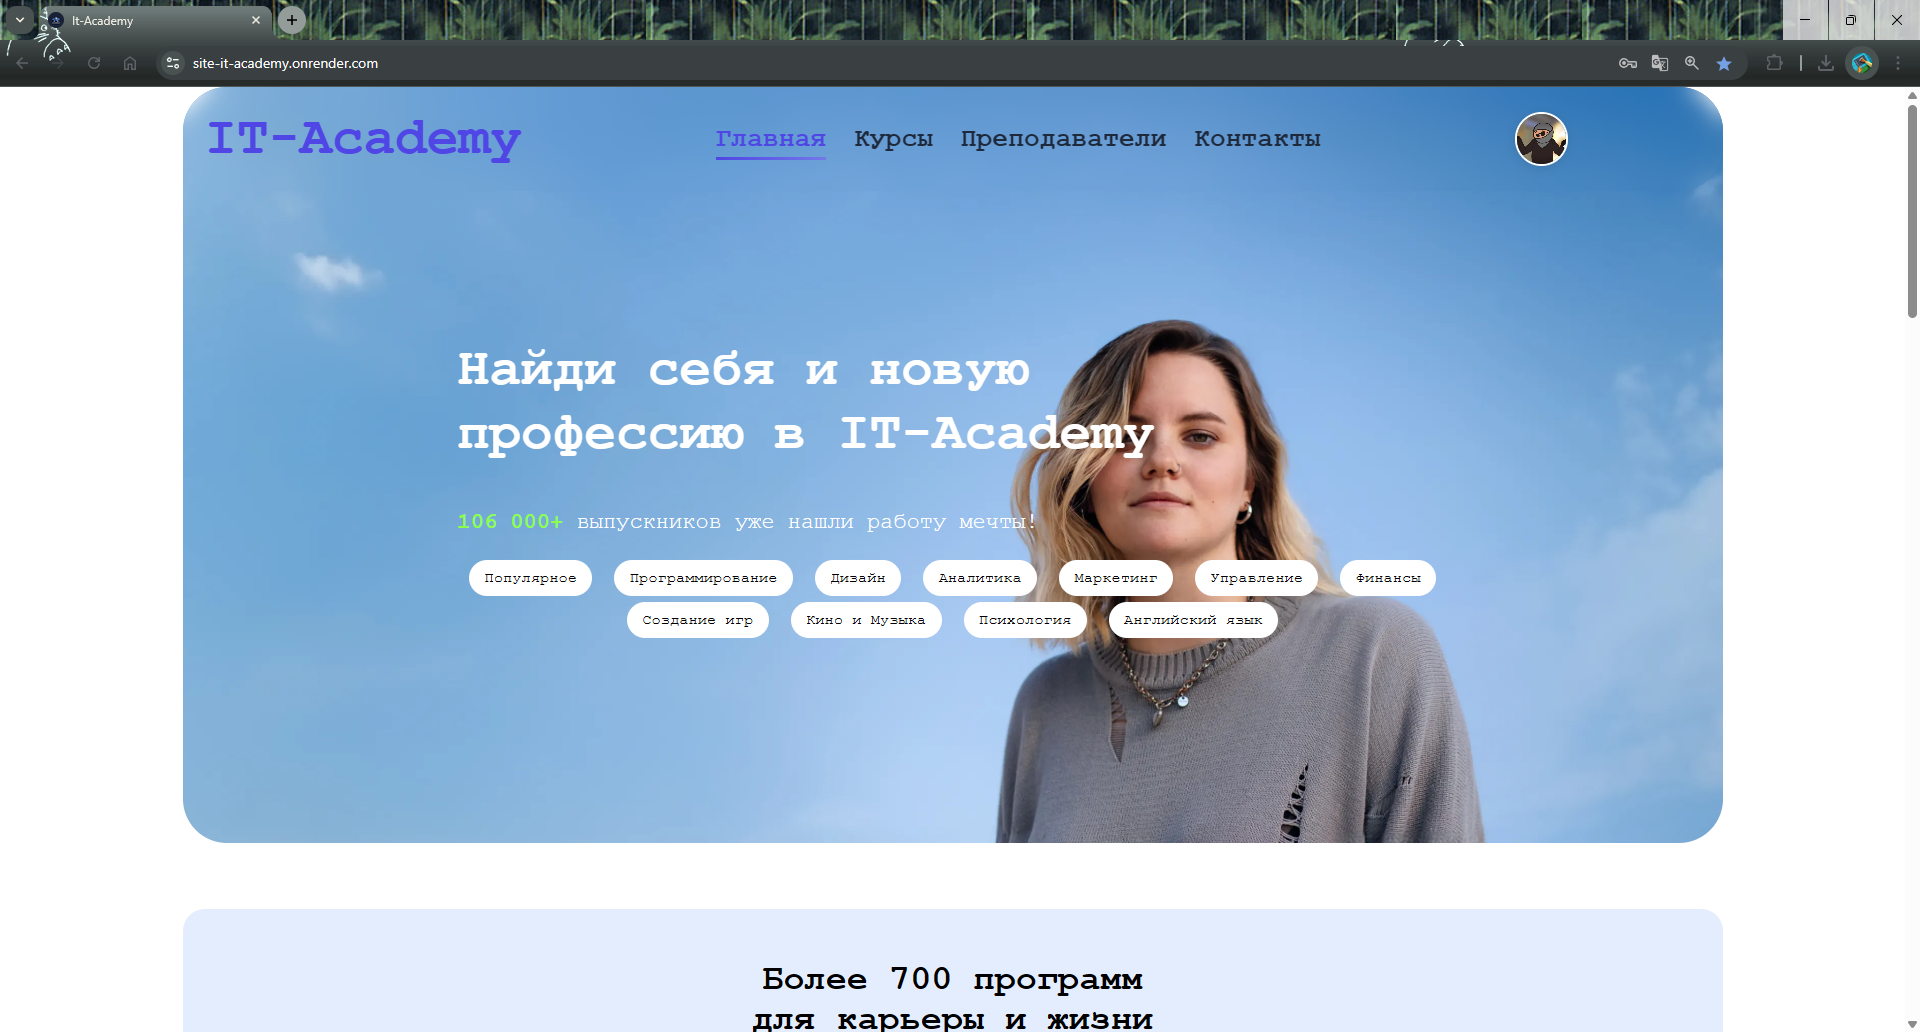 It-Academy
site-it-academy.onrender.com
IT-Academy
Главная Курсы Преподаватели Контакты
Найди себя и новую
профессию в IT-Academy
106 000+ выпускников уже нашли работу мечты!
Популярное Программирование Дизайн Аналитика Маркетинг Управление Финансы
Создание игр Кино и Музыка Психология Английский язык
Более 700 программ
для карьеры и жизни